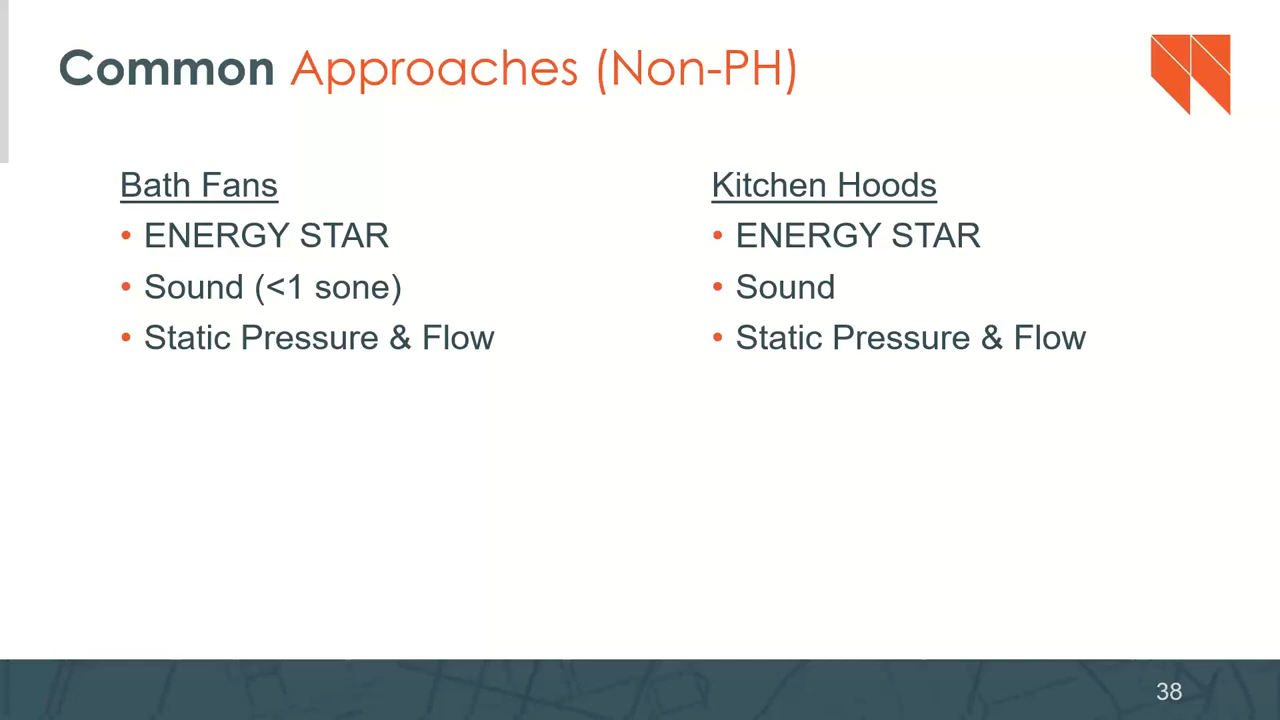 Common Approaches (Non-PH)
Bath Fans
• ENERGY STAR
• Sound (<1 sone)
• Static Pressure & Flow
Kitchen Hoods
• ENERGY STAR
• Sound
• Static Pressure & Flow
38